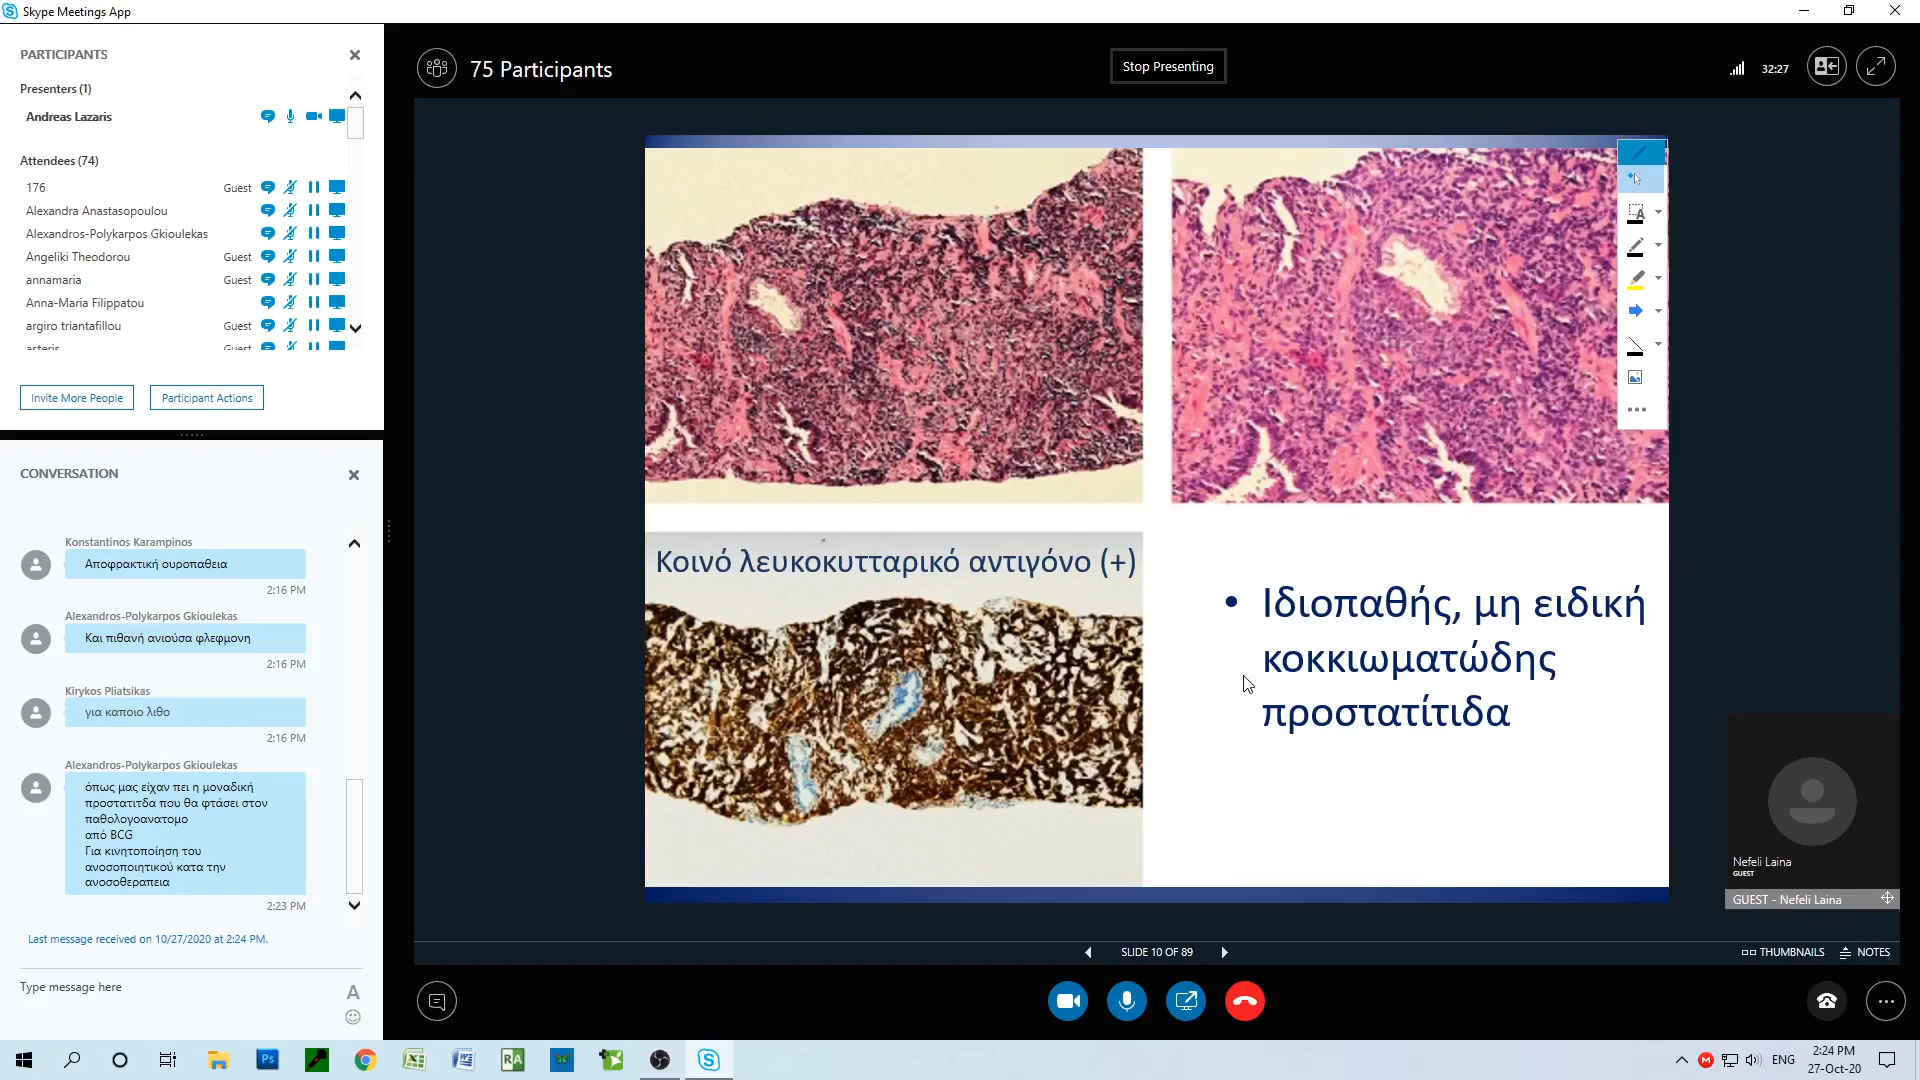 Skype Meetings App
PARTICIPANTS
Presenters (1)
Andreas Lazaris
Attendees (74)
176 Guest
Alexandra Anastasopoulou
Alexandros-Polykarpos Gkioulekas
Angeliki Theodorou Guest
annamaria Guest
Anna-Maria Filippatou
argiro triantafillou Guest
asteris Guest
Invite More People
Participant Actions
CONVERSATION
Konstantinos Karampinos
Αποφρακτική ουροπαθεια
2:16 PM
Alexandros-Polykarpos Gkioulekas
Και πιθανή ανιούσα φλεφμονη
2:16 PM
Kirykos Pliatsikas
για καποιο λιθο
2:16 PM
Alexandros-Polykarpos Gkioulekas
όπως μας είχαν πει η μοναδική
προστατιτδα που θα φτάσει στον
παθολογοανατομο
από BCG
Για κινητοποίηση του
ανοσοποιητικού κατα την
ανοσοθεραπεια
2:23 PM
Last message received on 10/27/2020 at 2:24 PM.
Type message here
75 Participants
Stop Presenting
32:27
Κοινό λευκοκυτταρικό αντιγόνο (+)
• Ιδιοπαθής, μη ειδική
κοκκιωματώδης
προστατίτιδα
Nefeli Laina
GUEST
GUEST - Nefeli Laina
SLIDE 10 OF 89
THUMBNAILS
NOTES
ENG
2:24 PM
27-Oct-20